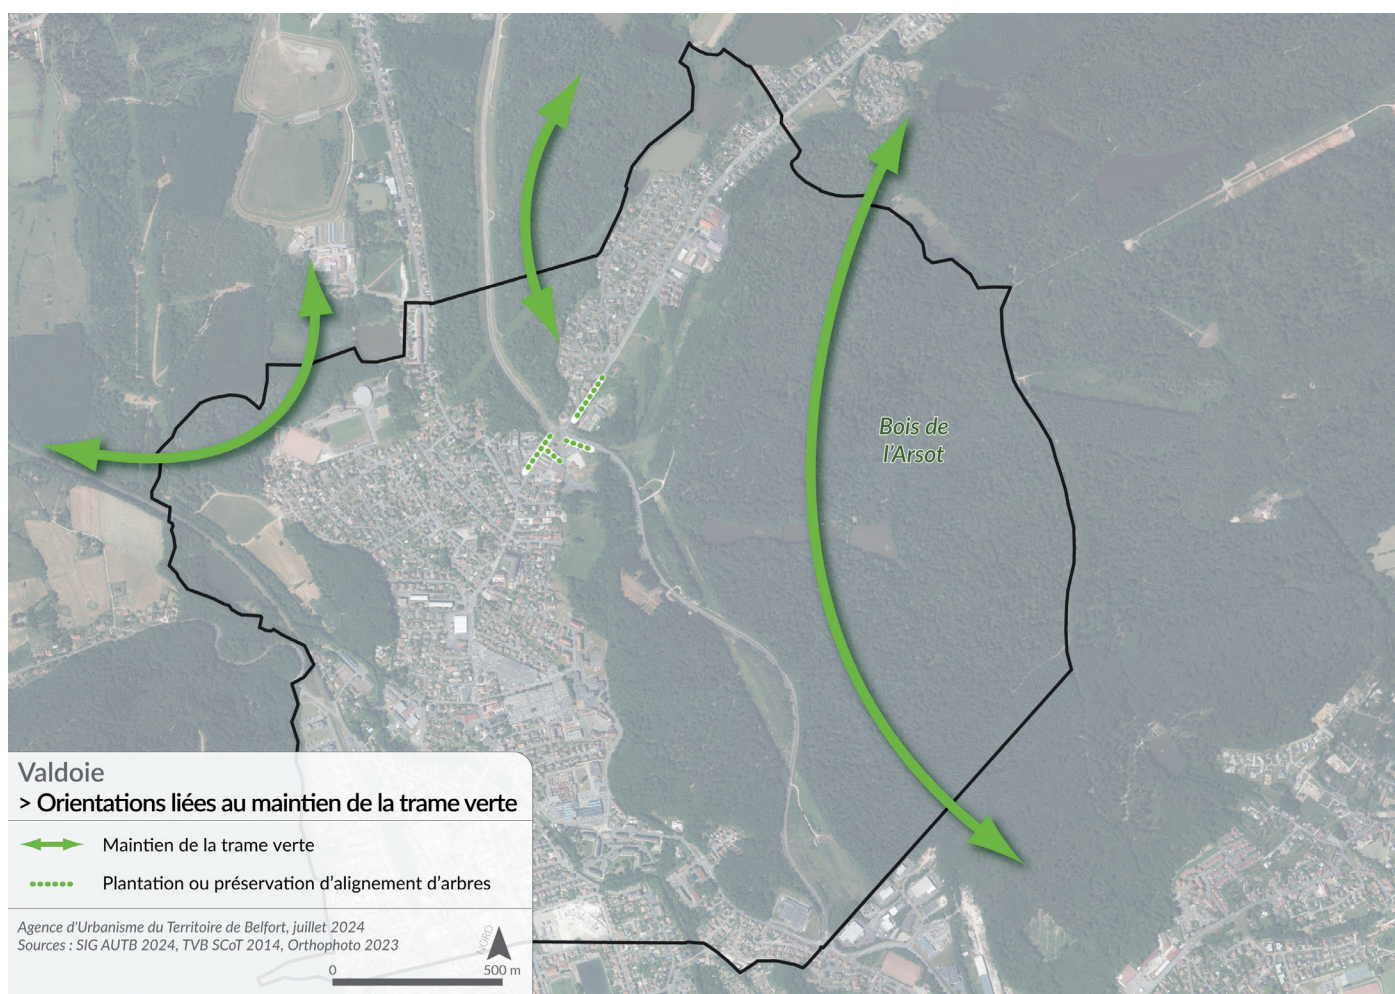 Bois de
l'Arsot
Valdoie
> Orientations liées au maintien de la trame verte
Maintien de la trame verte
Plantation ou préservation d'alignement d'arbres
Agence d'Urbanisme du Territoire de Belfort, juillet 2024
Sources : SIG AUTB 2024, TVB SCoT 2014, Orthophoto 2023
NORD
0
500 m